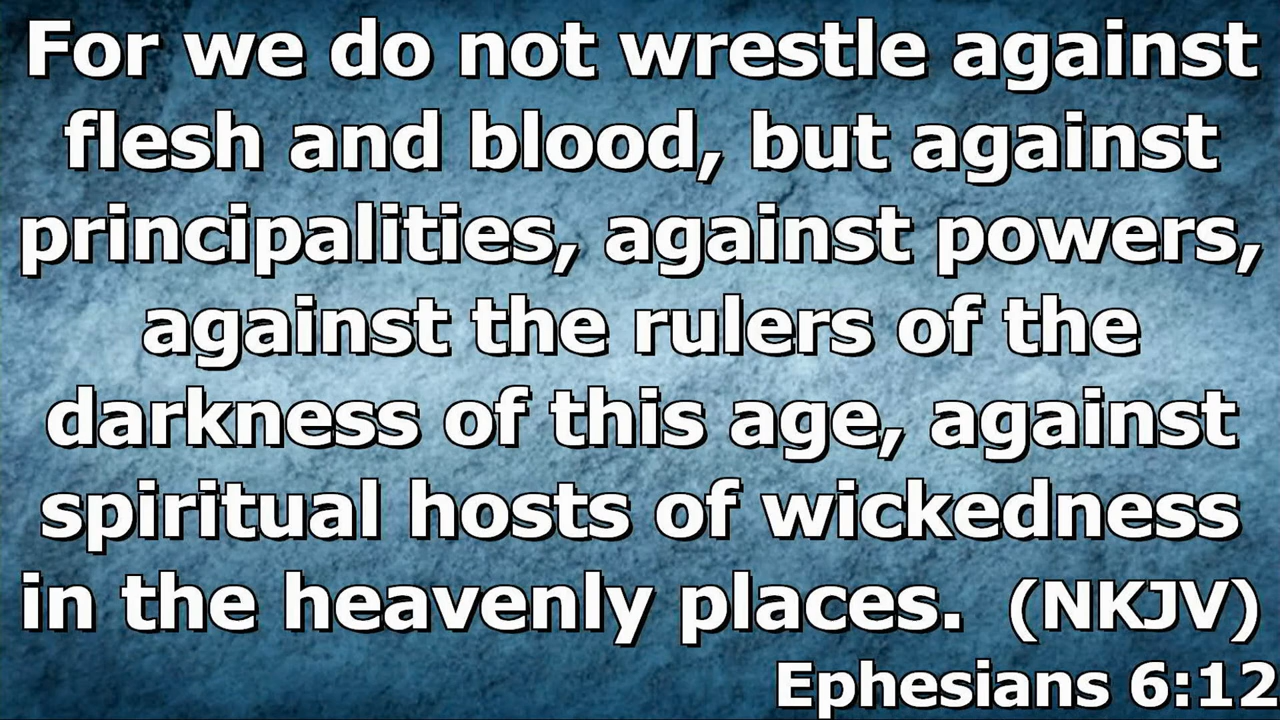 For we do not wrestle against
flesh and blood, but against
principalities, against powers,
against the rulers of the
darkness of this age, against
spiritual hosts of wickedness
in the heavenly places. (NKJV)
Ephesians 6:12